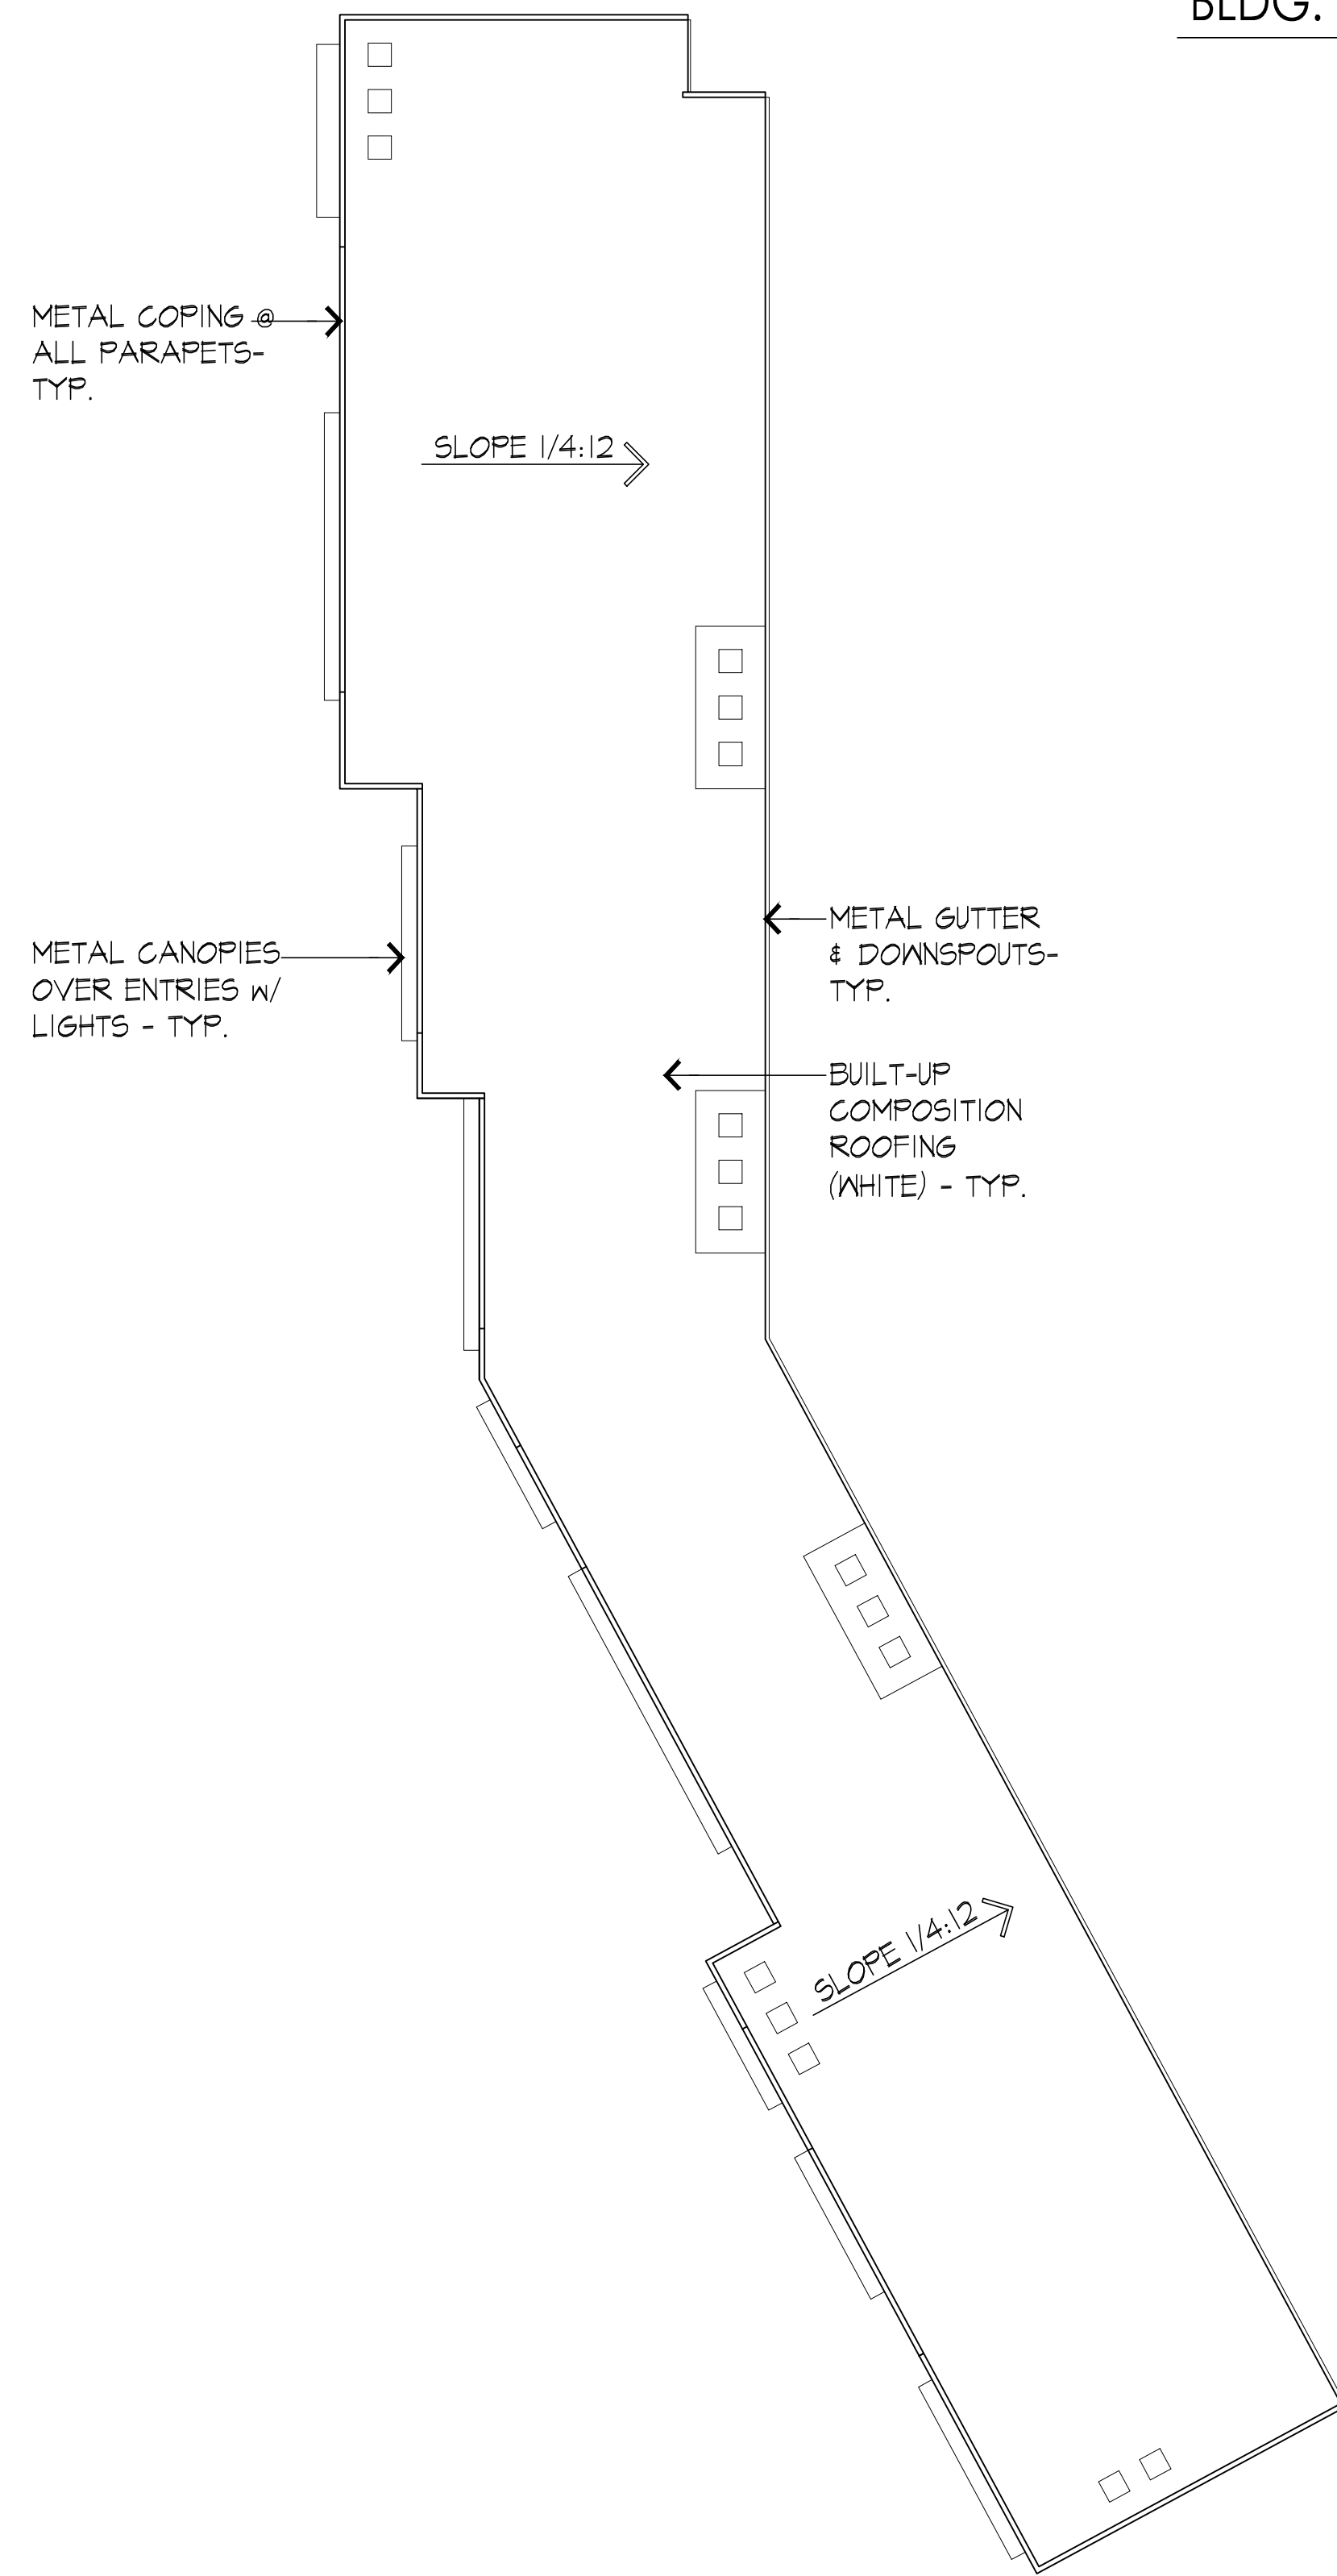 BLDG.
METAL COPING @
ALL PARAPETS-
TYP.
SLOPE 1/4:12
METAL CANOPIES
OVER ENTRIES W/
LIGHTS - TYP.
METAL GUTTER
& DOWNSPOUTS-
TYP.
BUILT-UP
COMPOSITION
ROOFING
(WHITE) - TYP.
SLOPE 1/4:12